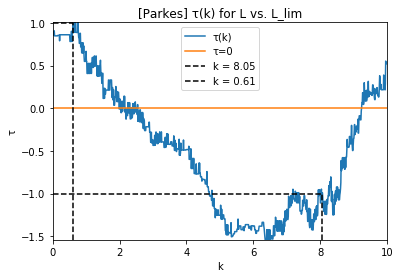 [Parkes] τ(k) for L vs. L_lim
τ(k)
τ=0
k = 8.05
k = 0.61
1.0
0.5
0.0
−0.5
−1.0
−1.5
τ
0 2 4 6 8 10
k